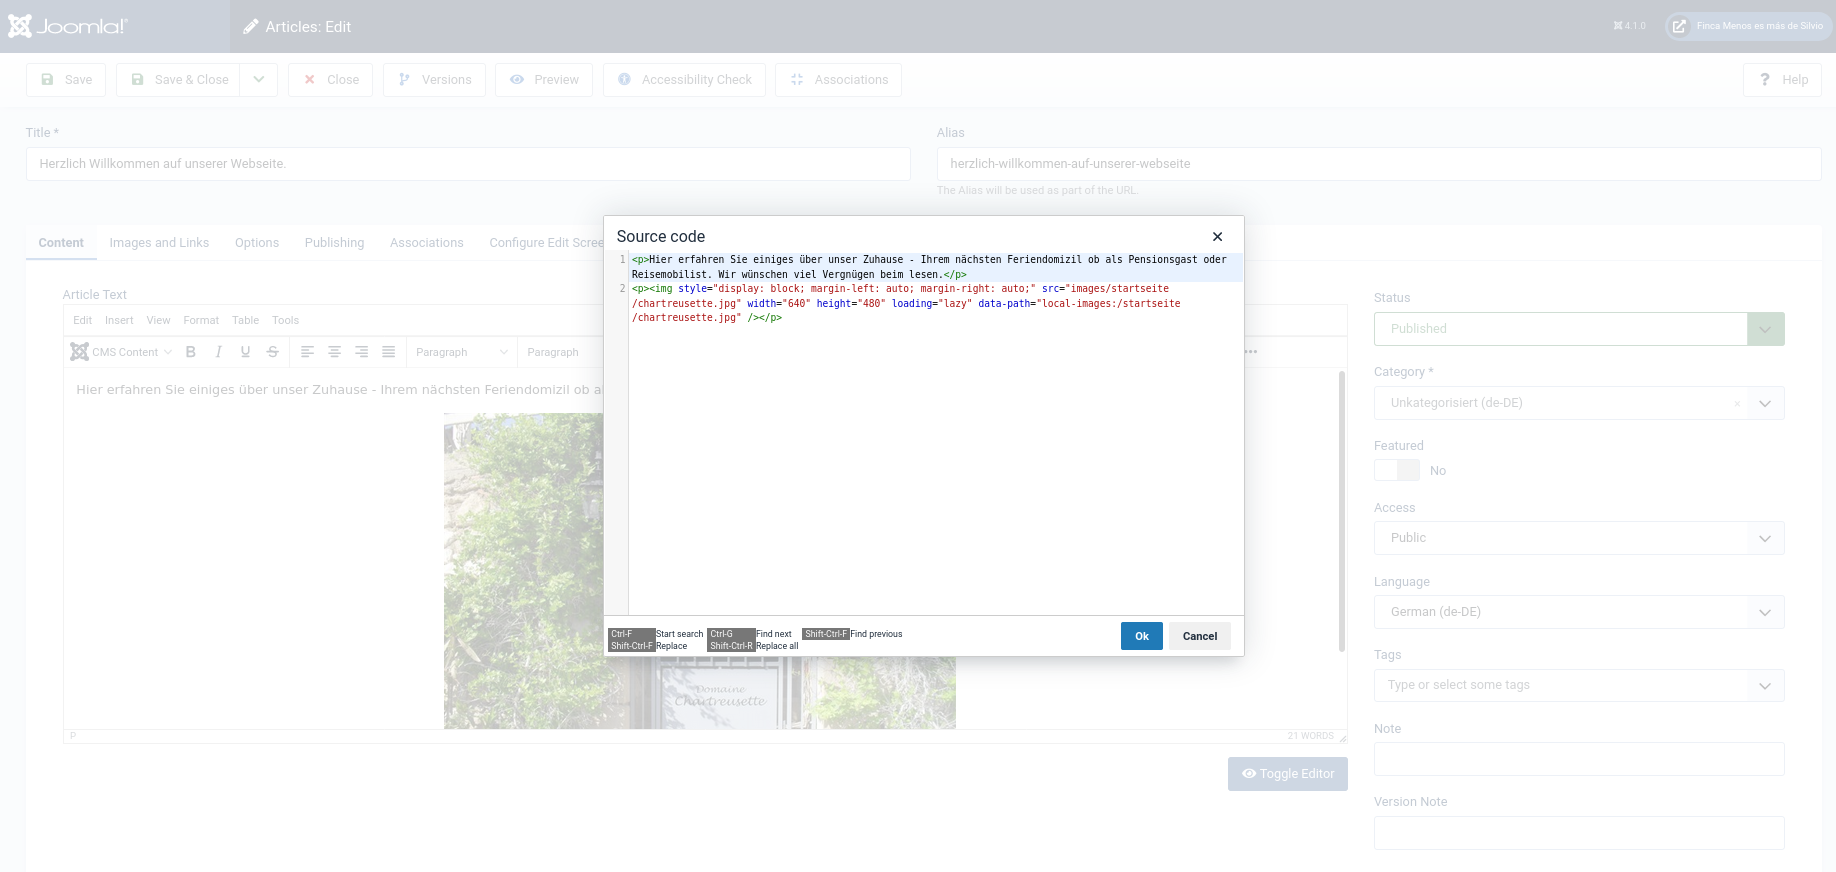 Joomla!
Articles: Edit
4.1.0
Finca Menos es más de Silvio
Save
Save & Close
Close
Versions
Preview
Accessibility Check
Associations
Help
Title *
Alias
Herzlich Willkommen auf unserer Webseite.
herzlich-willkommen-auf-unserer-webseite
The Alias will be used as part of the URL.
Content
Images and Links
Options
Publishing
Associations
Configure Edit Scree
Source code
1
<p>Hier erfahren Sie einiges über unser Zuhause - Ihrem nächsten Feriendomizil ob als Pensionsgast oder
Reisemobilist. Wir wünschen viel Vergnügen beim lesen.</p>
2
<p><img style="display: block; margin-left: auto; margin-right: auto;" src="images/startseite
/chartreusette.jpg" width="640" height="480" loading="lazy" data-path="local-images:/startseite
/chartreusette.jpg" /></p>
Ctrl-F Start search
Ctrl-G Find next
Shift-Ctrl-F Find previous
Shift-Ctrl-F Replace
Shift-Ctrl-R Replace all
Ok
Cancel
Article Text
Edit Insert View Format Table Tools
CMS Content
B I U S
Paragraph
Paragraph
Hier erfahren Sie einiges über unser Zuhause - Ihrem nächsten Feriendomizil ob al
Domaine
Chartreusette
P
21 WORDS
Toggle Editor
Status
Published
Category *
Unkategorisiert (de-DE)
Featured
No
Access
Public
Language
German (de-DE)
Tags
Type or select some tags
Note
Version Note